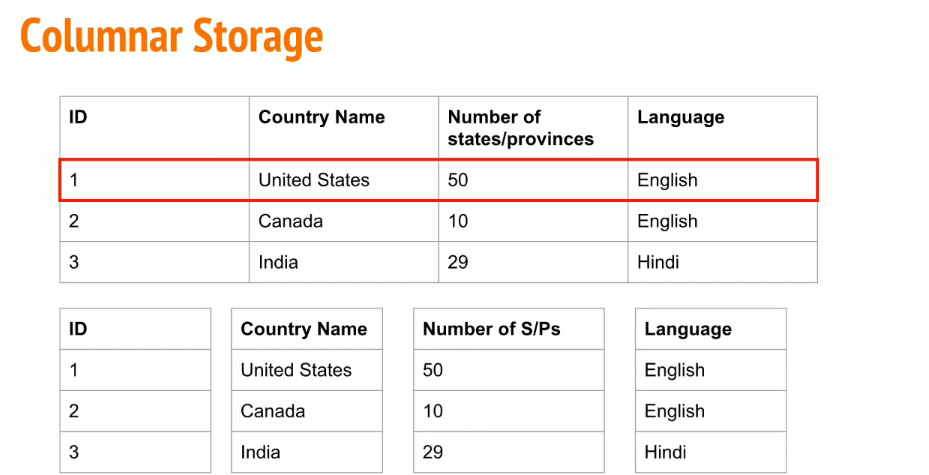 Columnar Storage
ID Country Name Number of states/provinces Language
1 United States 50 English
2 Canada 10 English
3 India 29 Hindi
ID Country Name Number of S/Ps Language
1 United States 50 English
2 Canada 10 English
3 India 29 Hindi